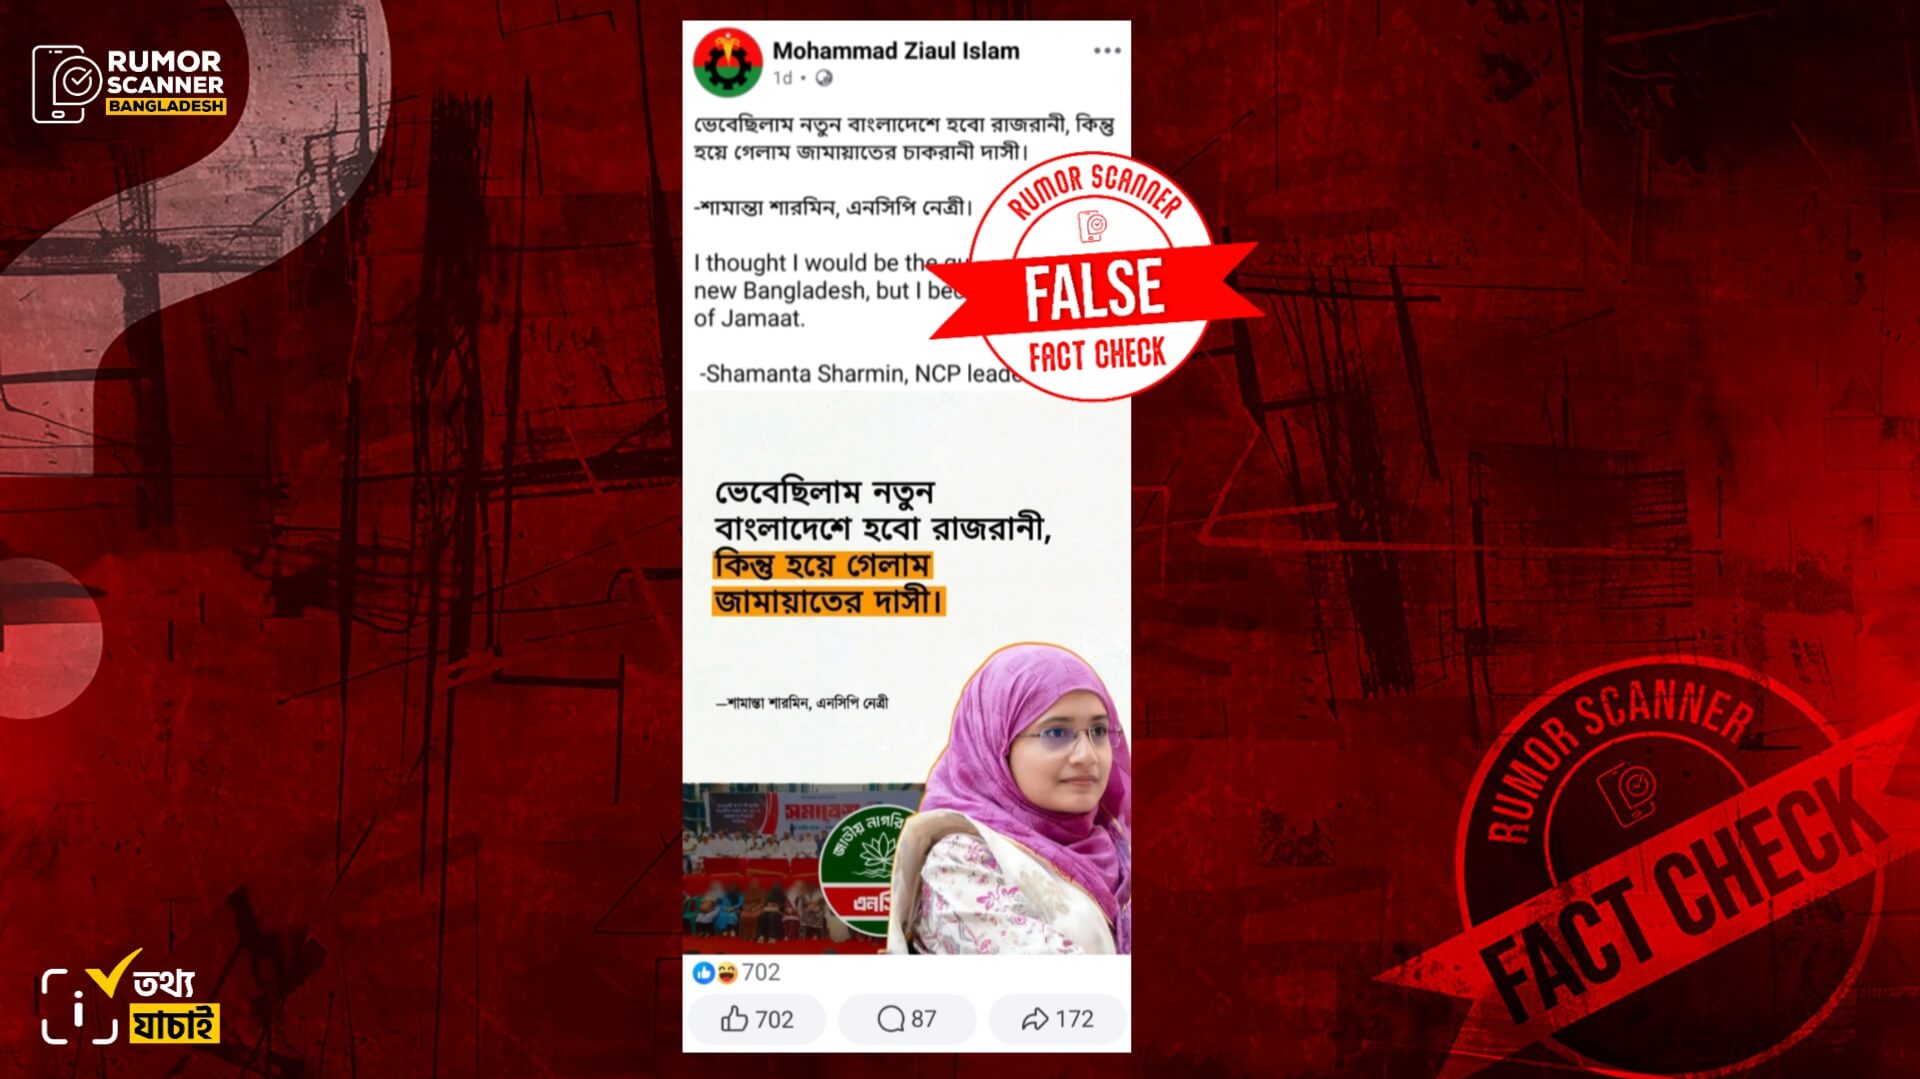 RUMOR
SCANNER
BANGLADESH
Mohammad Ziaul Islam
1d
ভেবেছিলাম নতুন বাংলাদেশে হবো রাজরানী, কিন্তু
হয়ে গেলাম জামায়াতের চাকরানী দাসী।
-শামান্তা শারমিন, এনসিপি নেত্রী।
I thought I would be the
new Bangladesh, but I
of Jamaat.
-Shamanta Sharmin, NCP
RUMOR SCANNER
FALSE
FACT CHECK
ভেবেছিলাম নতুন
বাংলাদেশে হবো রাজরানী,
কিন্তু হয়ে গেলাম
জামায়াতের দাসী।
—শামান্তা শারমিন, এনসিপি নেত্রী
জাতীয়
702
702
87
172
তথ্য
যাচাই
RUMOR SCANNER
FACT CHECK